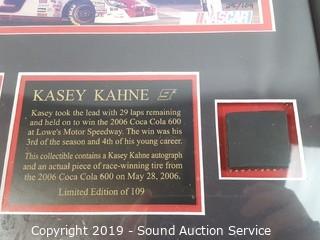 NASCAR
KASEY KAHNE 9
Kasey took the lead with 29 laps remaining
and held on to win the 2006 Coca Cola 600
at Lowe's Motor Speedway. The win was his
3rd of the season and 4th of his young career.
This collectible contains a Kasey Kahne autograph
and an actual piece of race-winning tire from
the 2006 Coca Cola 600 on May 28, 2006.
Limited Edition of 109
Copyright 2019 - Sound Auction Service